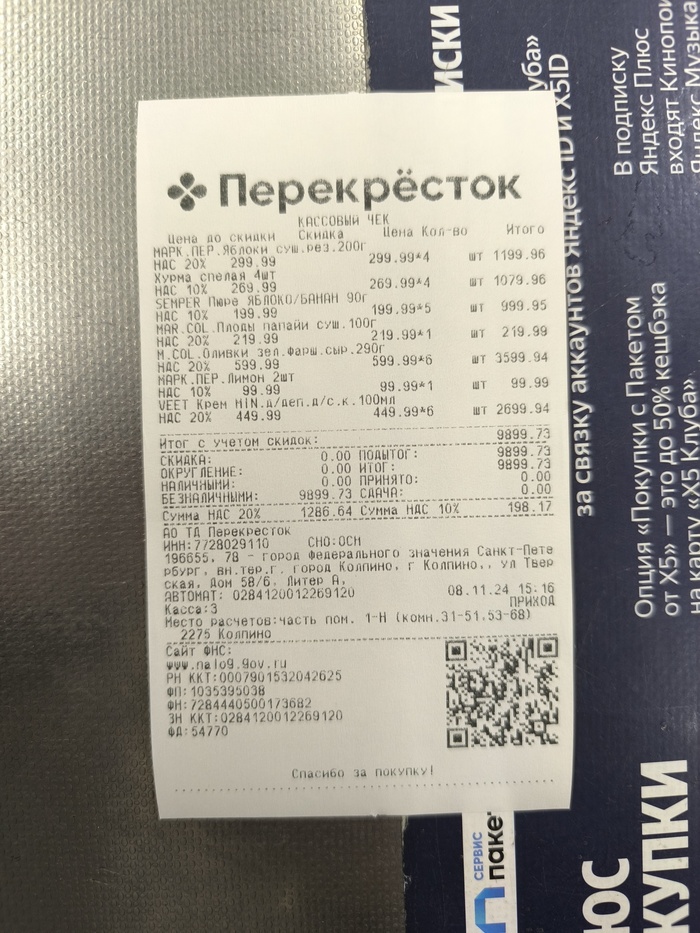 Перекрёсток
КАССОВЫЙ ЧЕК
Цена до скидки Скидка Цена Кол-во Итого
МАРК.ПЕР.Яблоки суш.рез.200г
НДС 20% 299.99 299.99*4 шт 1199.96
Хурма спелая 4шт
НДС 10% 269.99 269.99*4 шт 1079.96
SEMPER Пюре ЯБЛОКО/БАНАН 90г
НДС 10% 199.99 199.99*5 шт 999.95
MAR.COL.Плоды папайи суш.100г
НДС 20% 219.99 219.99*1 шт 219.99
M.COL.Оливки зел.фарш.сыр.290г
НДС 20% 599.99 599.99*6 шт 3599.94
МАРК.ПЕР.Лимон 2шт
НДС 10% 99.99 99.99*1 шт 99.99
VEET Крем MIN.д/деп.д/с.к.100мл
НДС 20% 449.99 449.99*6 шт 2699.94
Итог с учетом скидок: 9899.73
СКИДКА: 0.00 ПОДЫТОГ: 9899.73
ОКРУГЛЕНИЕ: 0.00 ИТОГ: 9899.73
НАЛИЧНЫМИ: 0.00 ПРИНЯТО: 0.00
БЕЗНАЛИЧНЫМИ: 9899.73 СДАЧА: 0.00
Сумма НДС 20% 1286.64 Сумма НДС 10% 198.17
АО ТД Перекресток
ИНН:7728029110 СНО:ОСН
196655, 78 - город федерального значения Санкт-Пете
рбург, вн.тер.г. город Колпино, г Колпино,, ул Твер
ская, Дом 58/6, Литер А,
АВТОМАТ: 0284120012269120 08.11.24 15:16
Касса:3 ПРИХОД
Место расчетов:часть пом. 1-Н (комн.31-51.53-68)
2275 Колпино
Сайт ФНС:
www.nalog.gov.ru
РН ККТ:0007901532042625
ФП:1035395038
ФН:7284440500173682
ЗН ККТ:0284120012269120
ФД:54770
Спасибо за покупку!
иски
уба»
за связку аккаунтов Яндекс ID и X5ID
В подписку
Яндекс Плюс
входят Кинопои
Яндекс Музыка
Опция «Покупки с Пакетом
от X5» — это до 50% кешбэка
на карту «X5 Клуба»
СЕРВИС
пакет
ЮС
КУПКИ